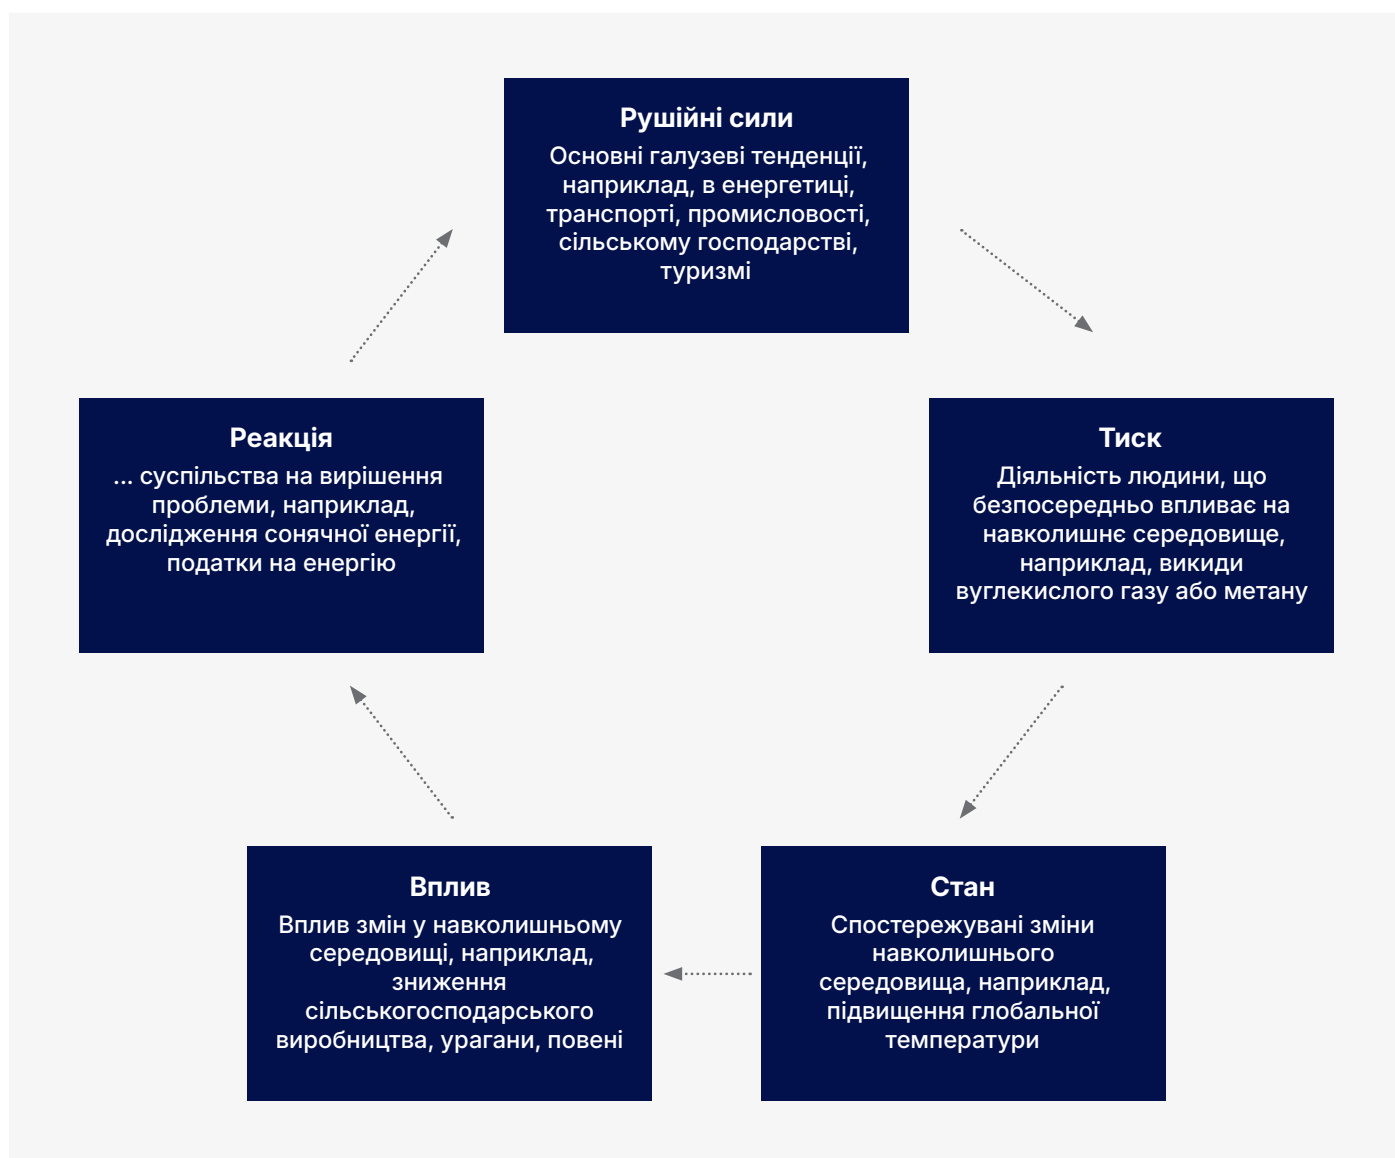 Рушійні сили
Основні галузеві тенденції,
наприклад, в енергетиці,
транспорті, промисловості,
сільському господарстві,
туризмі
Реакція
... суспільства на вирішення
проблеми, наприклад,
дослідження сонячної енергії,
податки на енергію
Тиск
Діяльність людини, що
безпосередньо впливає на
навколишнє середовище,
наприклад, викиди
вуглекислого газу або метану
Вплив
Вплив змін у навколишньому
середовищі, наприклад,
зниження
сільськогосподарського
виробництва, урагани, повені
Стан
Спостережувані зміни
навколишнього
середовища, наприклад,
підвищення глобальної
температури